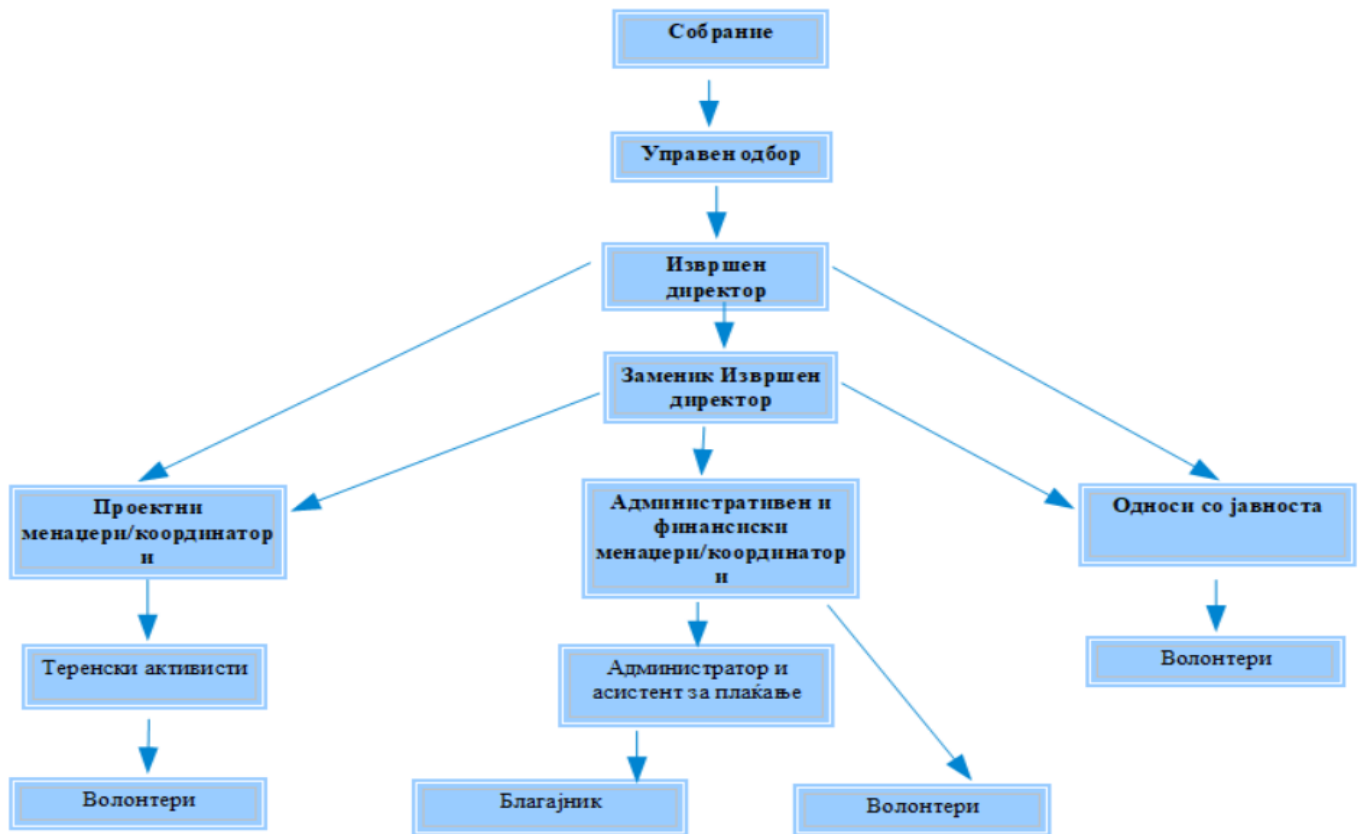 Собрание
Управен одбор
Извршен
директор
Заменик Извршен
директор
Проектни
менаџери/координатор
и
Административен и
финансиски
менаџери/координатор
и
Односи со јавноста
Теренски активисти
Администратор и
асистент за плаќање
Волонтери
Волонтери
Благајник
Волонтери